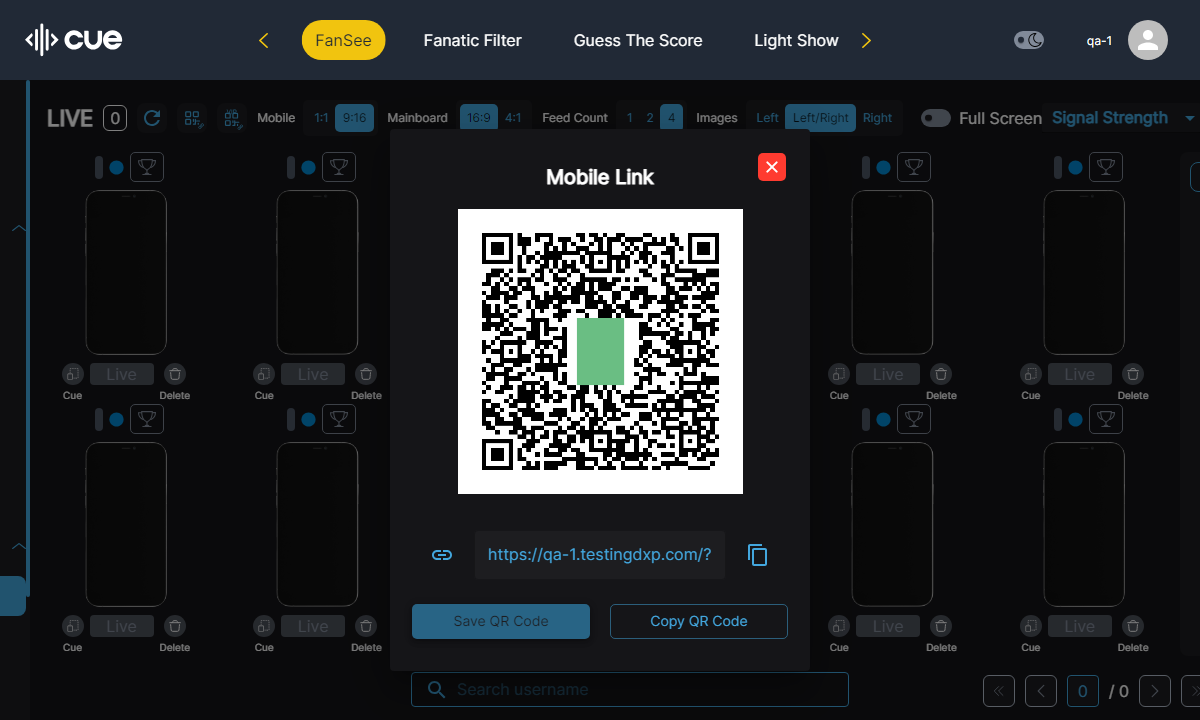 cue
FanSee
Fanatic Filter
Guess The Score
Light Show
qa-1
LIVE 0
Mobile 1:1 9:16
Mainboard 16:9 4:1
Feed Count 1 2 4
Images Left Left/Right Right
Full Screen
Signal Strength
Mobile Link
Live Live Live Live
Cue Delete Cue Delete Cue Delete Cue Delete
https://qa-1.testingdxp.com/?
Save QR Code
Copy QR Code
Live Live Live Live
Cue Delete Cue Delete Cue Delete Cue Delete
Search username
0 / 0